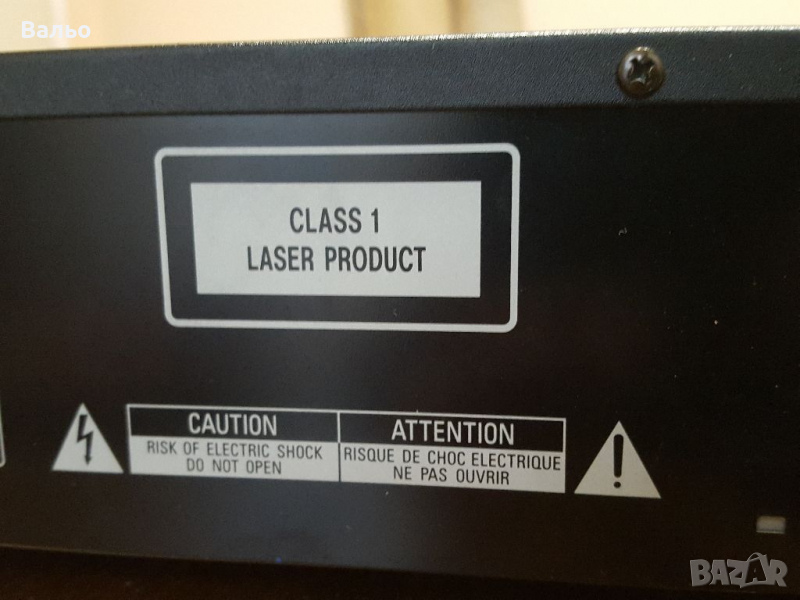 Вальо
CLASS 1
LASER PRODUCT
CAUTION
RISK OF ELECTRIC SHOCK
DO NOT OPEN
ATTENTION
RISQUE DE CHOC ELECTRIQUE
NE PAS OUVRIR
BAZAR